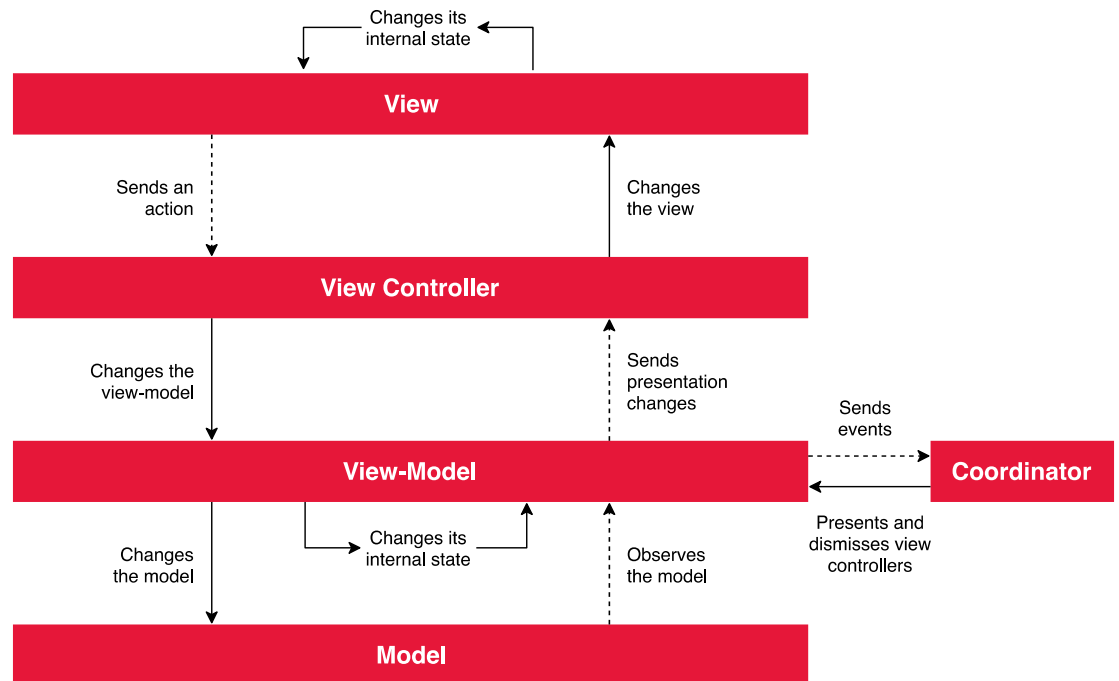 Changes its
internal state
View
Sends an
action
Changes
the view
View Controller
Changes the
view-model
Sends
presentation
changes
Sends
events
View-Model
Coordinator
Changes
the model
Changes its
internal state
Observes
the model
Presents and
dismisses view
controllers
Model